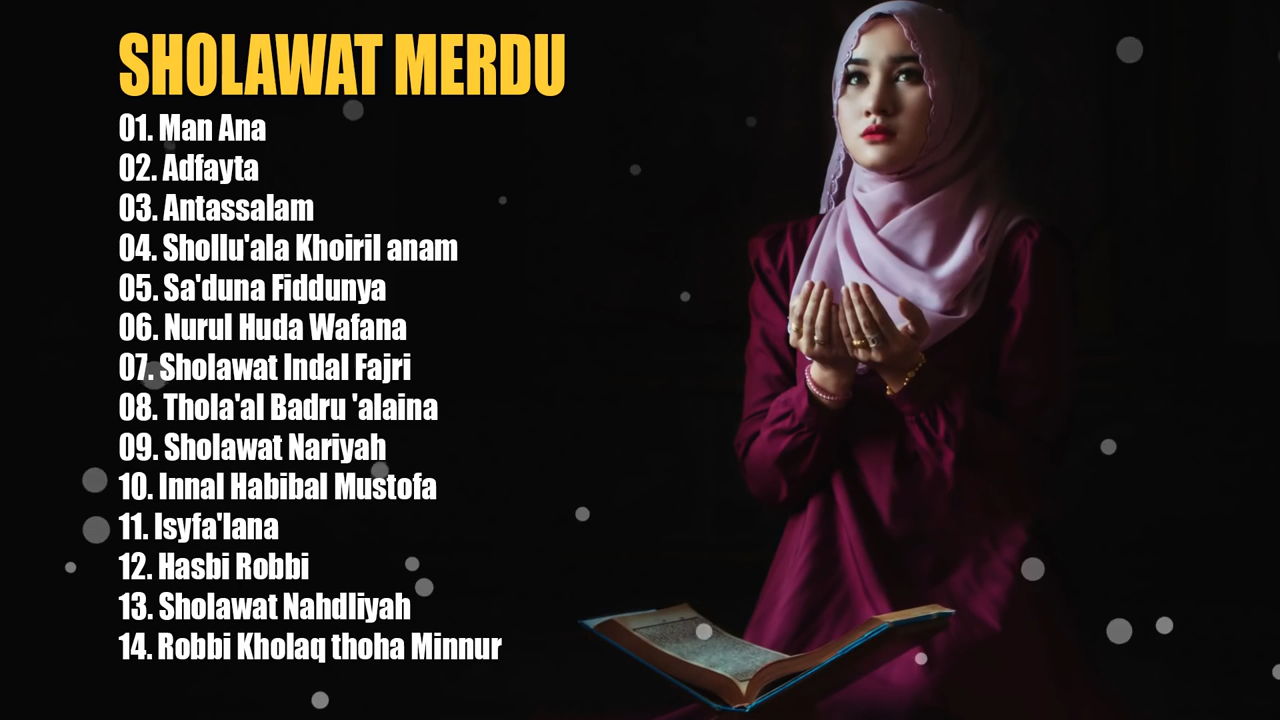 SHOLAWAT MERDU
01. Man Ana
02. Adfayta
03. Antassalam
04. Shollu'ala Khoiril anam
05. Sa'duna Fiddunya
06. Nurul Huda Wafana
07. Sholawat Indal Fajri
08. Thola'al Badru 'alaina
09. Sholawat Nariyah
10. Innal Habibal Mustofa
11. Isyfa'lana
12. Hasbi Robbi
13. Sholawat Nahdliyah
14. Robbi Kholaq thoha Minnur